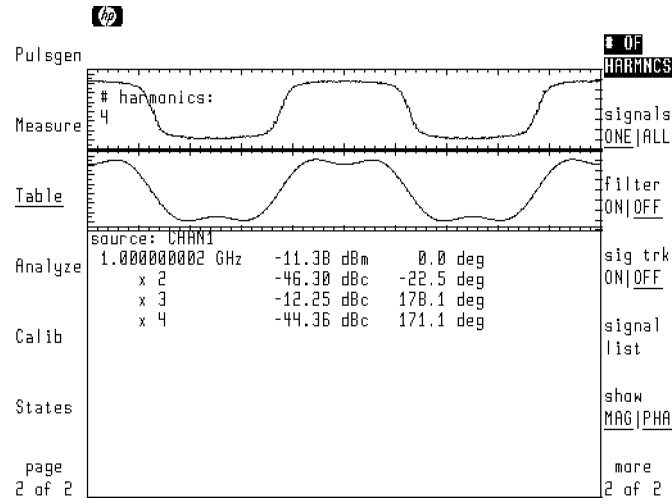 hp
Pulsgen
# OF
HARMNCS
# harmonics:
4
Measure
signals
ONE|ALL
Table
filter
ON|OFF
source: CHAN1
1.000000002 GHz -11.38 dBm 0.0 deg
x 2 -46.30 dBc -22.5 deg
x 3 -12.25 dBc 178.1 deg
x 4 -44.36 dBc 171.1 deg
Analyze
sig trk
ON|OFF
Calib
signal
list
States
show
MAG|PHA
page
2 of 2
more
2 of 2